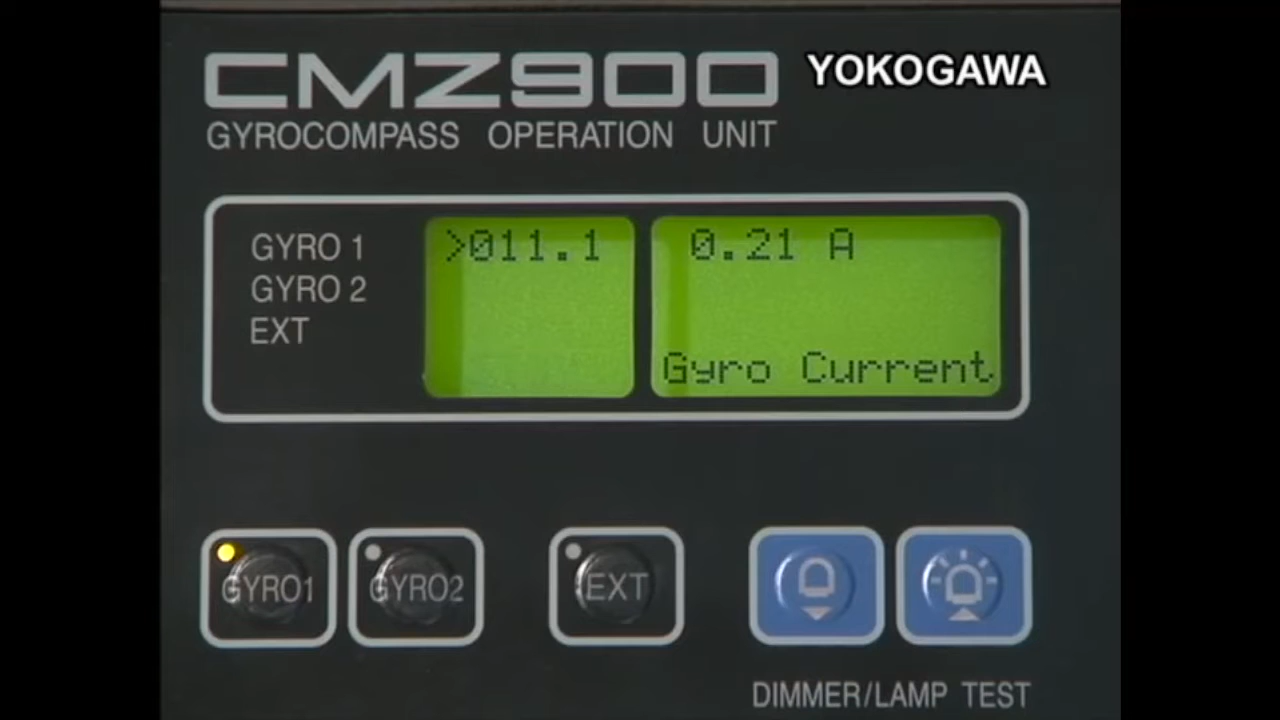 CMZ900 YOKOGAWA
GYROCOMPASS OPERATION UNIT
GYRO 1 >011.1 0.21 A
GYRO 2
EXT
Gyro Current
GYRO1 GYRO2 EXT
DIMMER/LAMP TEST